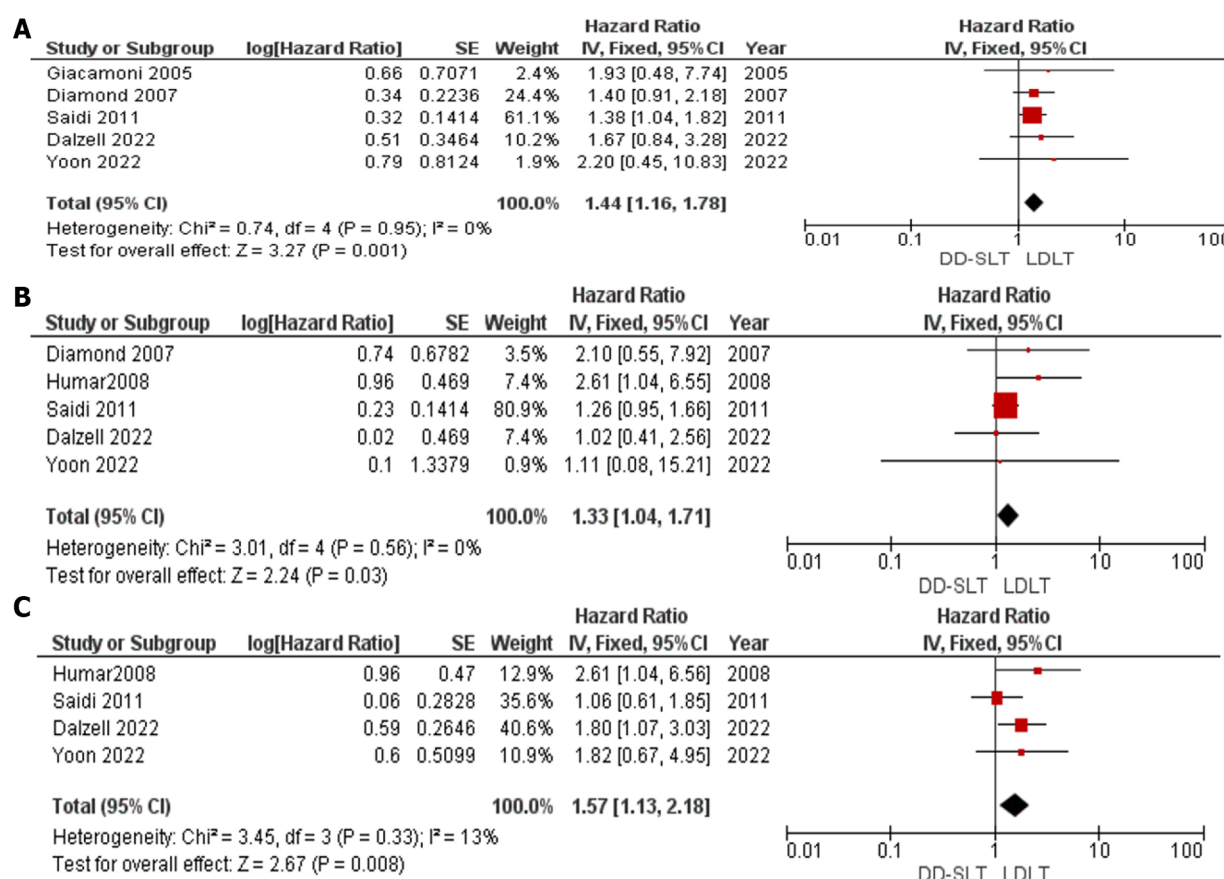 A
Hazard Ratio Hazard Ratio
Study or Subgroup log[Hazard Ratio] SE Weight IV, Fixed, 95%CI Year IV, Fixed, 95% CI
Giacamoni 2005 0.66 0.7071 2.4% 1.93 [0.48, 7.74] 2005
Diamond 2007 0.34 0.2236 24.4% 1.40 [0.91, 2.18] 2007
Saidi 2011 0.32 0.1414 61.1% 1.38 [1.04, 1.82] 2011
Dalzell 2022 0.51 0.3464 10.2% 1.67 [0.84, 3.28] 2022
Yoon 2022 0.79 0.8124 1.9% 2.20 [0.45, 10.83] 2022
Total (95% CI) 100.0% 1.44 [1.16, 1.78]
Heterogeneity: Chi² = 0.74, df = 4 (P = 0.95); I² = 0%
Test for overall effect: Z = 3.27 (P = 0.001)
0.01 0.1 1 10 100
DD-SLT LDLT
B
Hazard Ratio Hazard Ratio
Study or Subgroup log[Hazard Ratio] SE Weight IV, Fixed, 95%CI Year IV, Fixed, 95% CI
Diamond 2007 0.74 0.6782 3.5% 2.10 [0.55, 7.92] 2007
Humar2008 0.96 0.469 7.4% 2.61 [1.04, 6.55] 2008
Saidi 2011 0.23 0.1414 80.9% 1.26 [0.95, 1.66] 2011
Dalzell 2022 0.02 0.469 7.4% 1.02 [0.41, 2.56] 2022
Yoon 2022 0.1 1.3379 0.9% 1.11 [0.08, 15.21] 2022
Total (95% CI) 100.0% 1.33 [1.04, 1.71]
Heterogeneity: Chi² = 3.01, df = 4 (P = 0.56); I² = 0%
Test for overall effect: Z = 2.24 (P = 0.03)
0.01 0.1 1 10 100
DD-SLT LDLT
C
Hazard Ratio Hazard Ratio
Study or Subgroup log[Hazard Ratio] SE Weight IV, Fixed, 95%CI Year IV, Fixed, 95% CI
Humar2008 0.96 0.47 12.9% 2.61 [1.04, 6.56] 2008
Saidi 2011 0.06 0.2828 35.6% 1.06 [0.61, 1.85] 2011
Dalzell 2022 0.59 0.2646 40.6% 1.80 [1.07, 3.03] 2022
Yoon 2022 0.6 0.5099 10.9% 1.82 [0.67, 4.95] 2022
Total (95% CI) 100.0% 1.57 [1.13, 2.18]
Heterogeneity: Chi² = 3.45, df = 3 (P = 0.33); I² = 13%
Test for overall effect: Z = 2.67 (P = 0.008)
0.01 0.1 1 10 100
DD-SLT LDLT